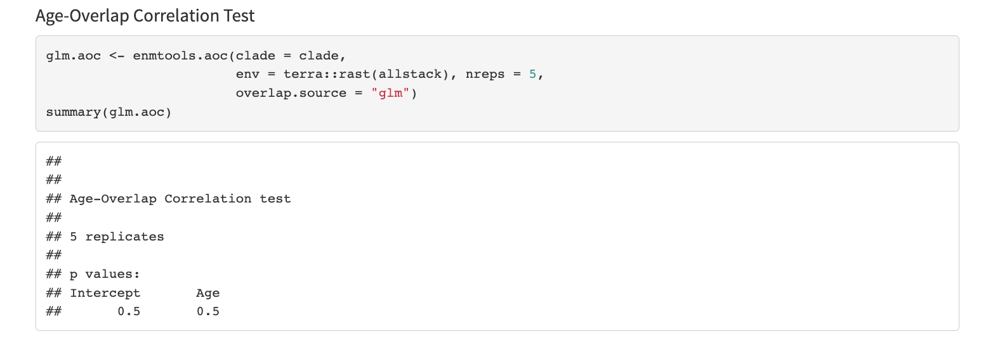 Age-Overlap Correlation Test
glm.aoc <- enmtools.aoc(clade = clade,
                        env = terra::rast(allstack), nreps = 5,
                        overlap.source = "glm")
summary(glm.aoc)
##
##
## Age-Overlap Correlation test
##
## 5 replicates
##
## p values:
## Intercept       Age
##       0.5       0.5